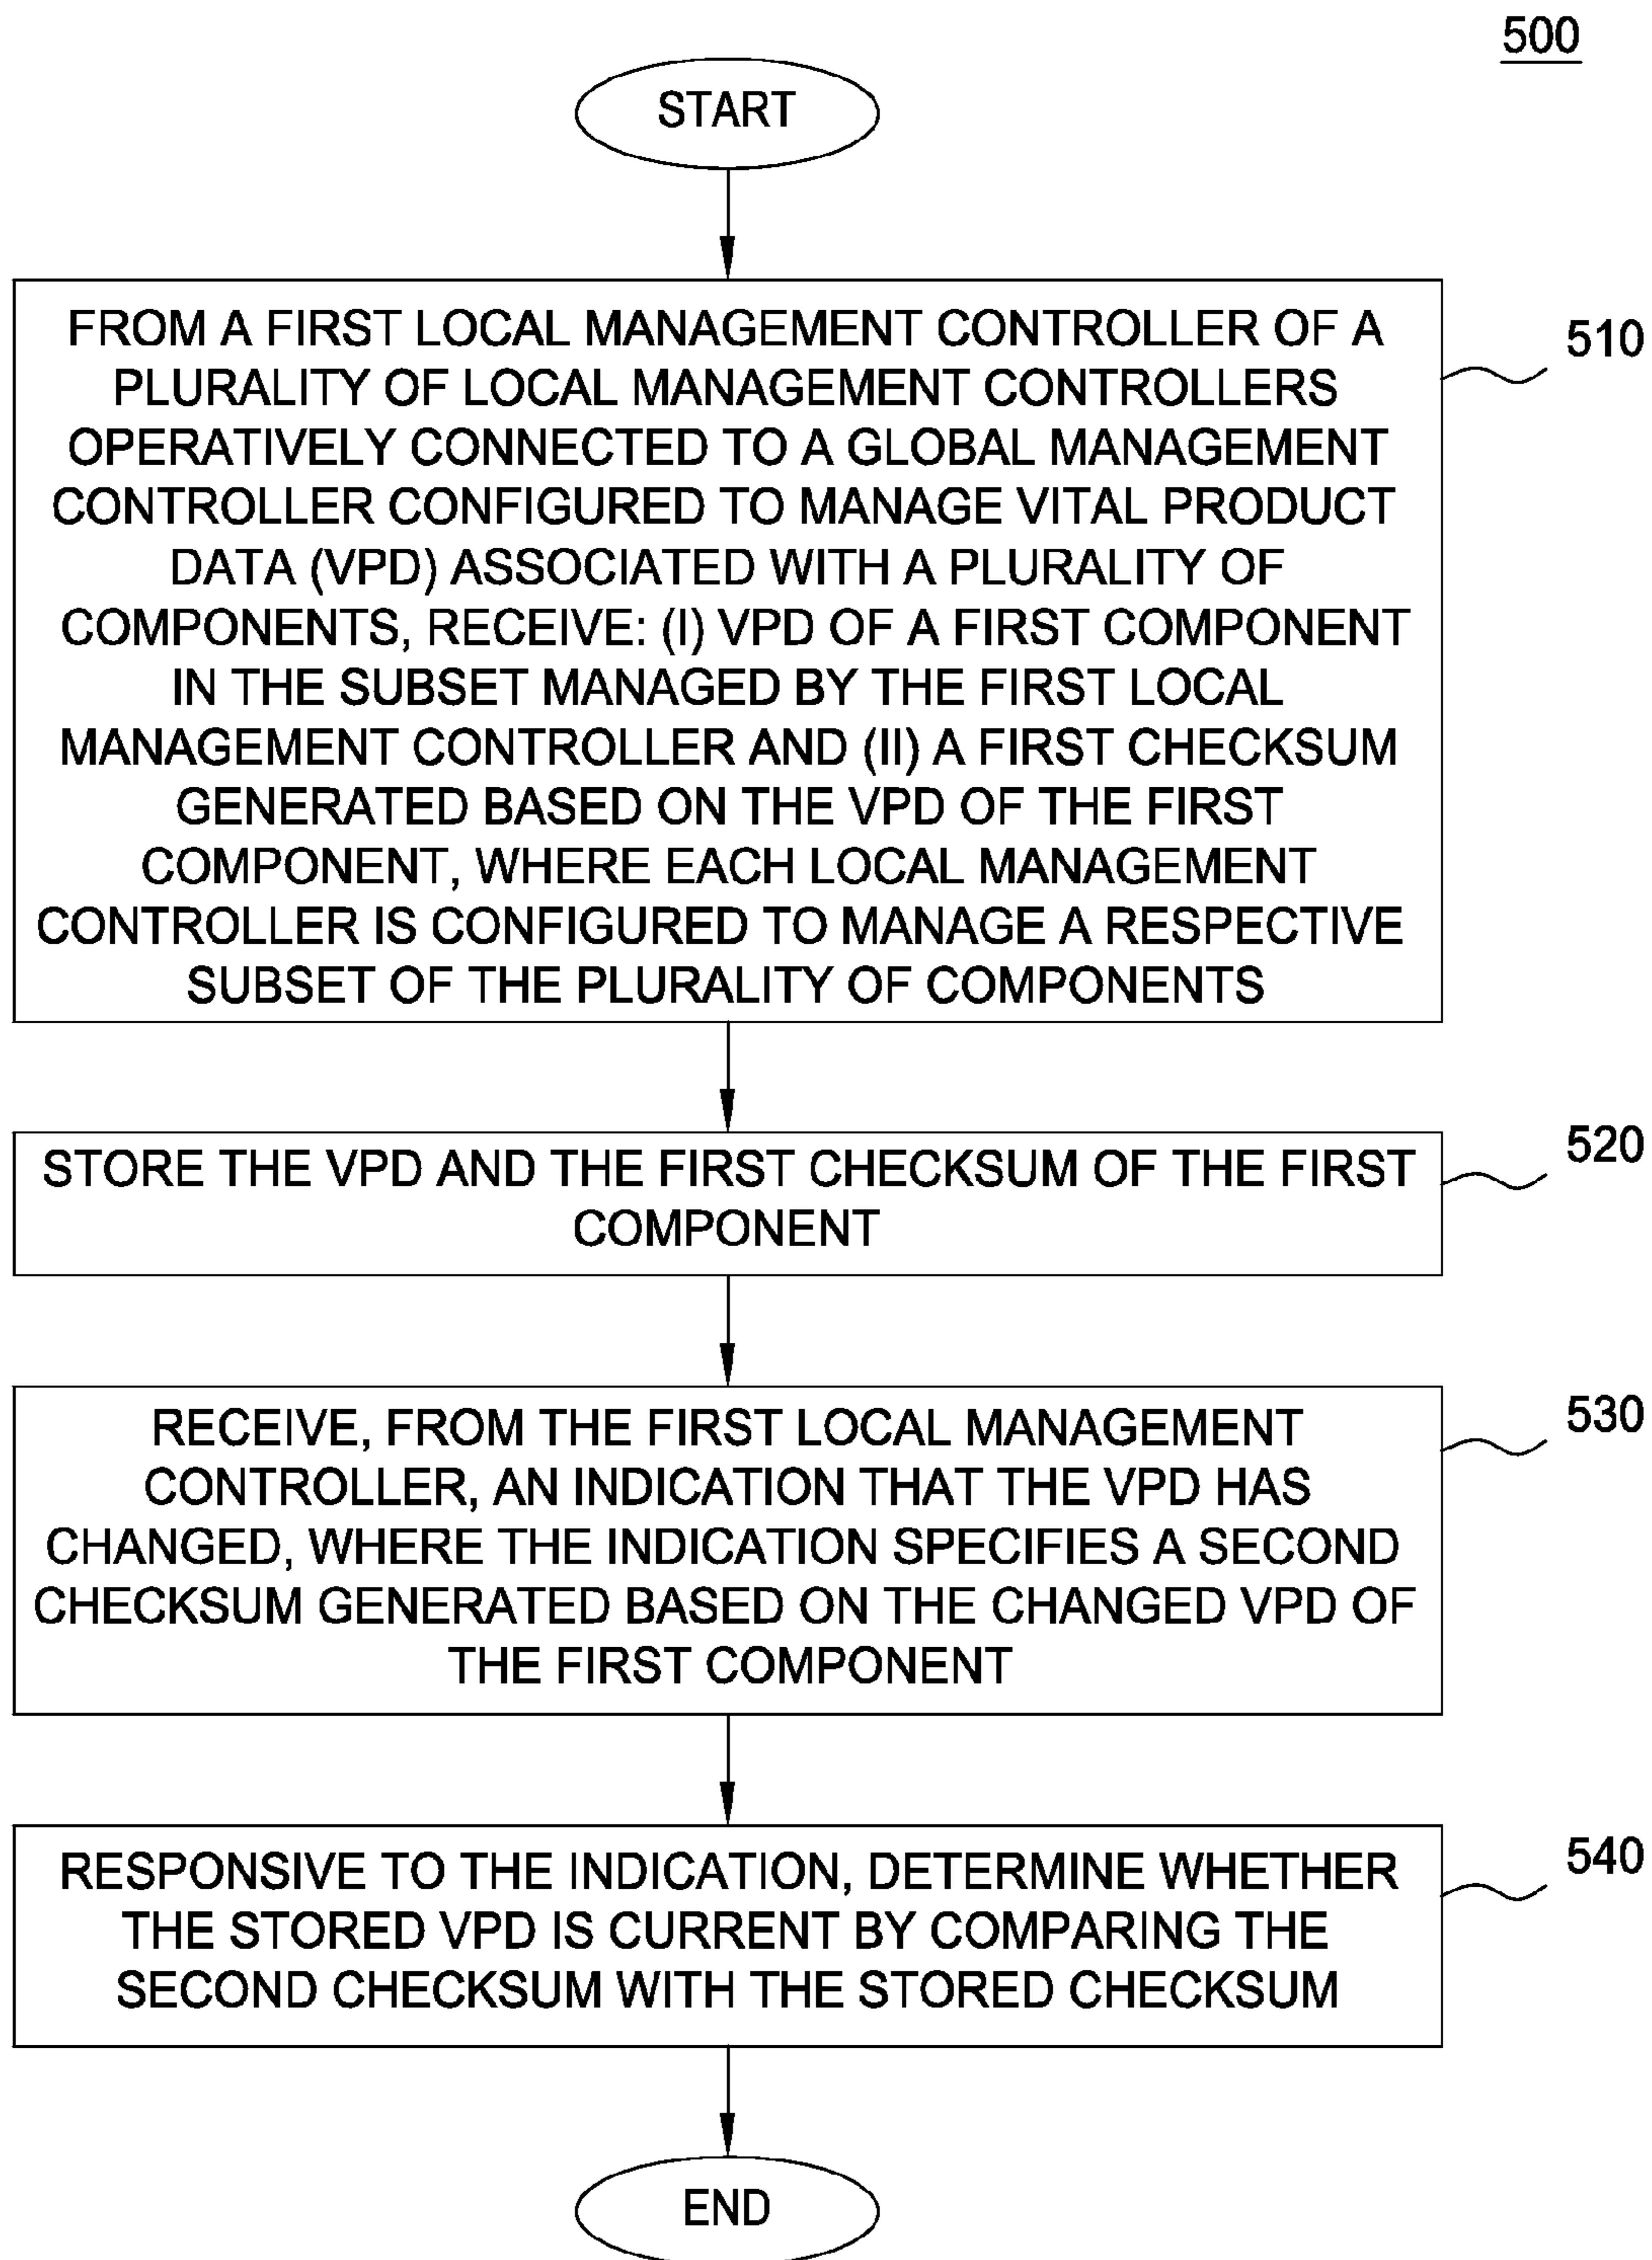 500
START
FROM A FIRST LOCAL MANAGEMENT CONTROLLER OF A
PLURALITY OF LOCAL MANAGEMENT CONTROLLERS
OPERATIVELY CONNECTED TO A GLOBAL MANAGEMENT
CONTROLLER CONFIGURED TO MANAGE VITAL PRODUCT
DATA (VPD) ASSOCIATED WITH A PLURALITY OF
COMPONENTS, RECEIVE: (I) VPD OF A FIRST COMPONENT
IN THE SUBSET MANAGED BY THE FIRST LOCAL
MANAGEMENT CONTROLLER AND (II) A FIRST CHECKSUM
GENERATED BASED ON THE VPD OF THE FIRST
COMPONENT, WHERE EACH LOCAL MANAGEMENT
CONTROLLER IS CONFIGURED TO MANAGE A RESPECTIVE
SUBSET OF THE PLURALITY OF COMPONENTS
510
STORE THE VPD AND THE FIRST CHECKSUM OF THE FIRST
COMPONENT
520
RECEIVE, FROM THE FIRST LOCAL MANAGEMENT
CONTROLLER, AN INDICATION THAT THE VPD HAS
CHANGED, WHERE THE INDICATION SPECIFIES A SECOND
CHECKSUM GENERATED BASED ON THE CHANGED VPD OF
THE FIRST COMPONENT
530
RESPONSIVE TO THE INDICATION, DETERMINE WHETHER
THE STORED VPD IS CURRENT BY COMPARING THE
SECOND CHECKSUM WITH THE STORED CHECKSUM
540
END